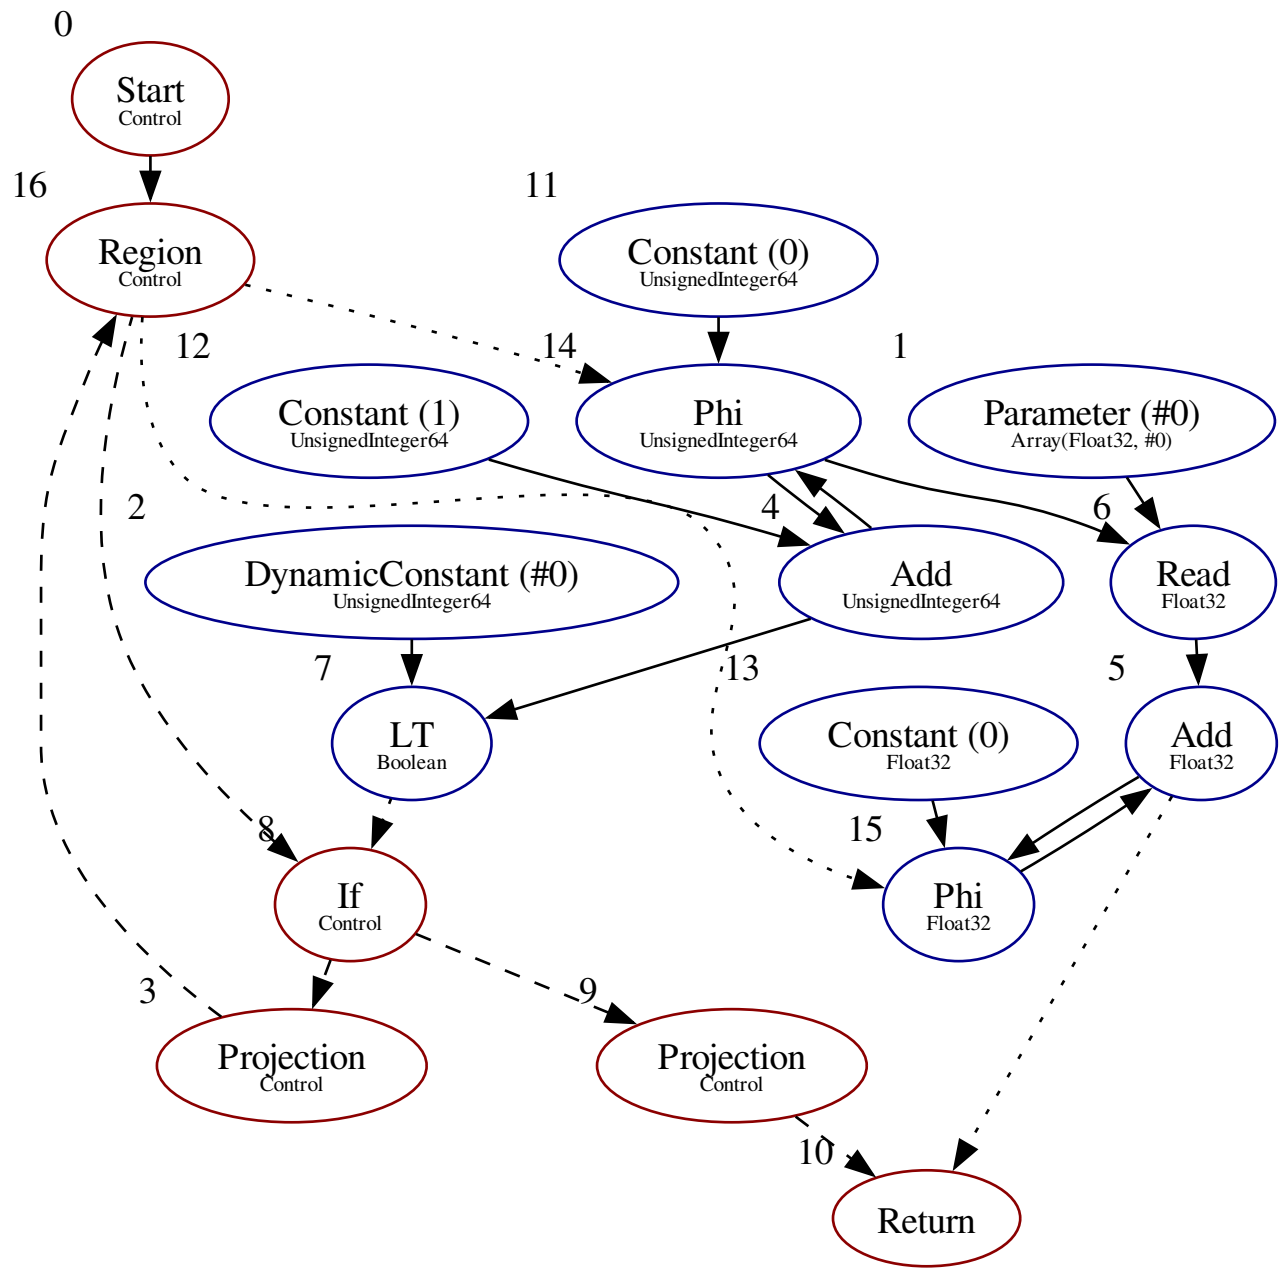 0
Start
Control
16
11
Region
Control
Constant (0)
UnsignedInteger64
12
14
1
Constant (1)
UnsignedInteger64
Phi
UnsignedInteger64
Parameter (#0)
Array(Float32, #0)
2
4
6
DynamicConstant (#0)
UnsignedInteger64
Add
UnsignedInteger64
Read
Float32
7
13
5
LT
Boolean
Constant (0)
Float32
Add
Float32
8
15
If
Control
Phi
Float32
3
9
Projection
Control
Projection
Control
10
Return